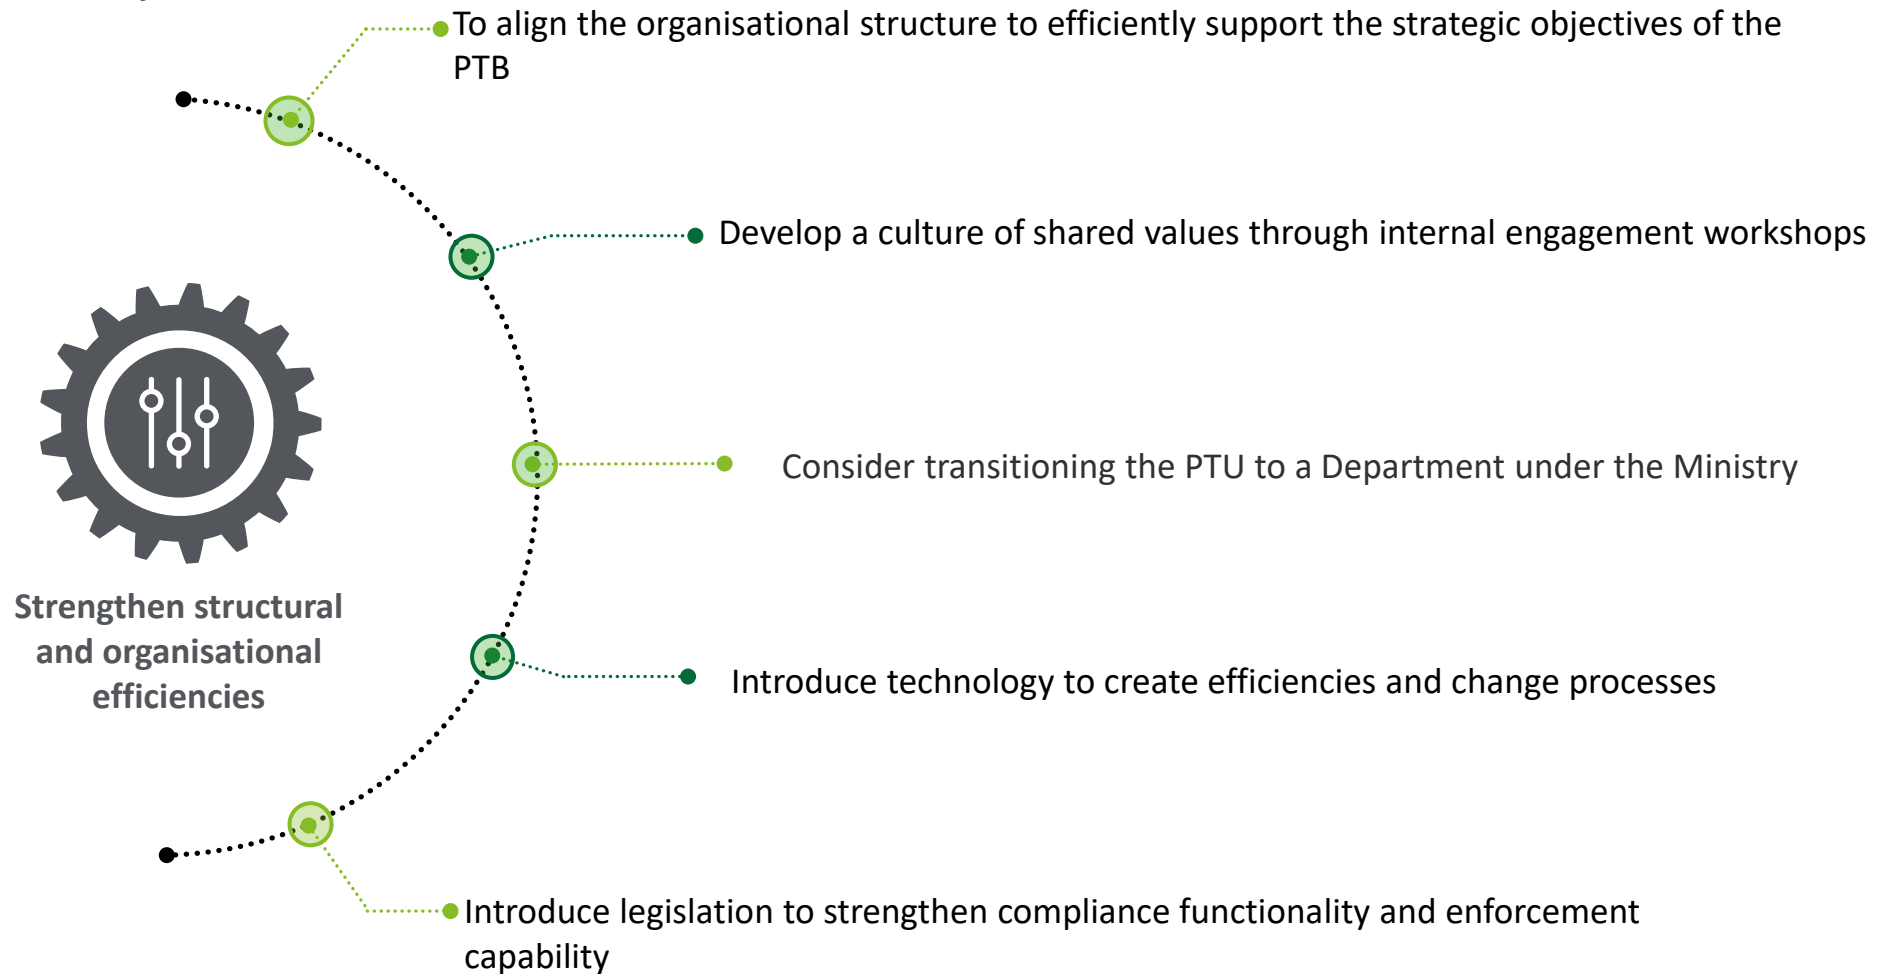 To align the organisational structure to efficiently support the strategic objectives of the
PTB
Develop a culture of shared values through internal engagement workshops
Consider transitioning the PTU to a Department under the Ministry
Strengthen structural
and organisational
efficiencies
Introduce technology to create efficiencies and change processes
Introduce legislation to strengthen compliance functionality and enforcement
capability